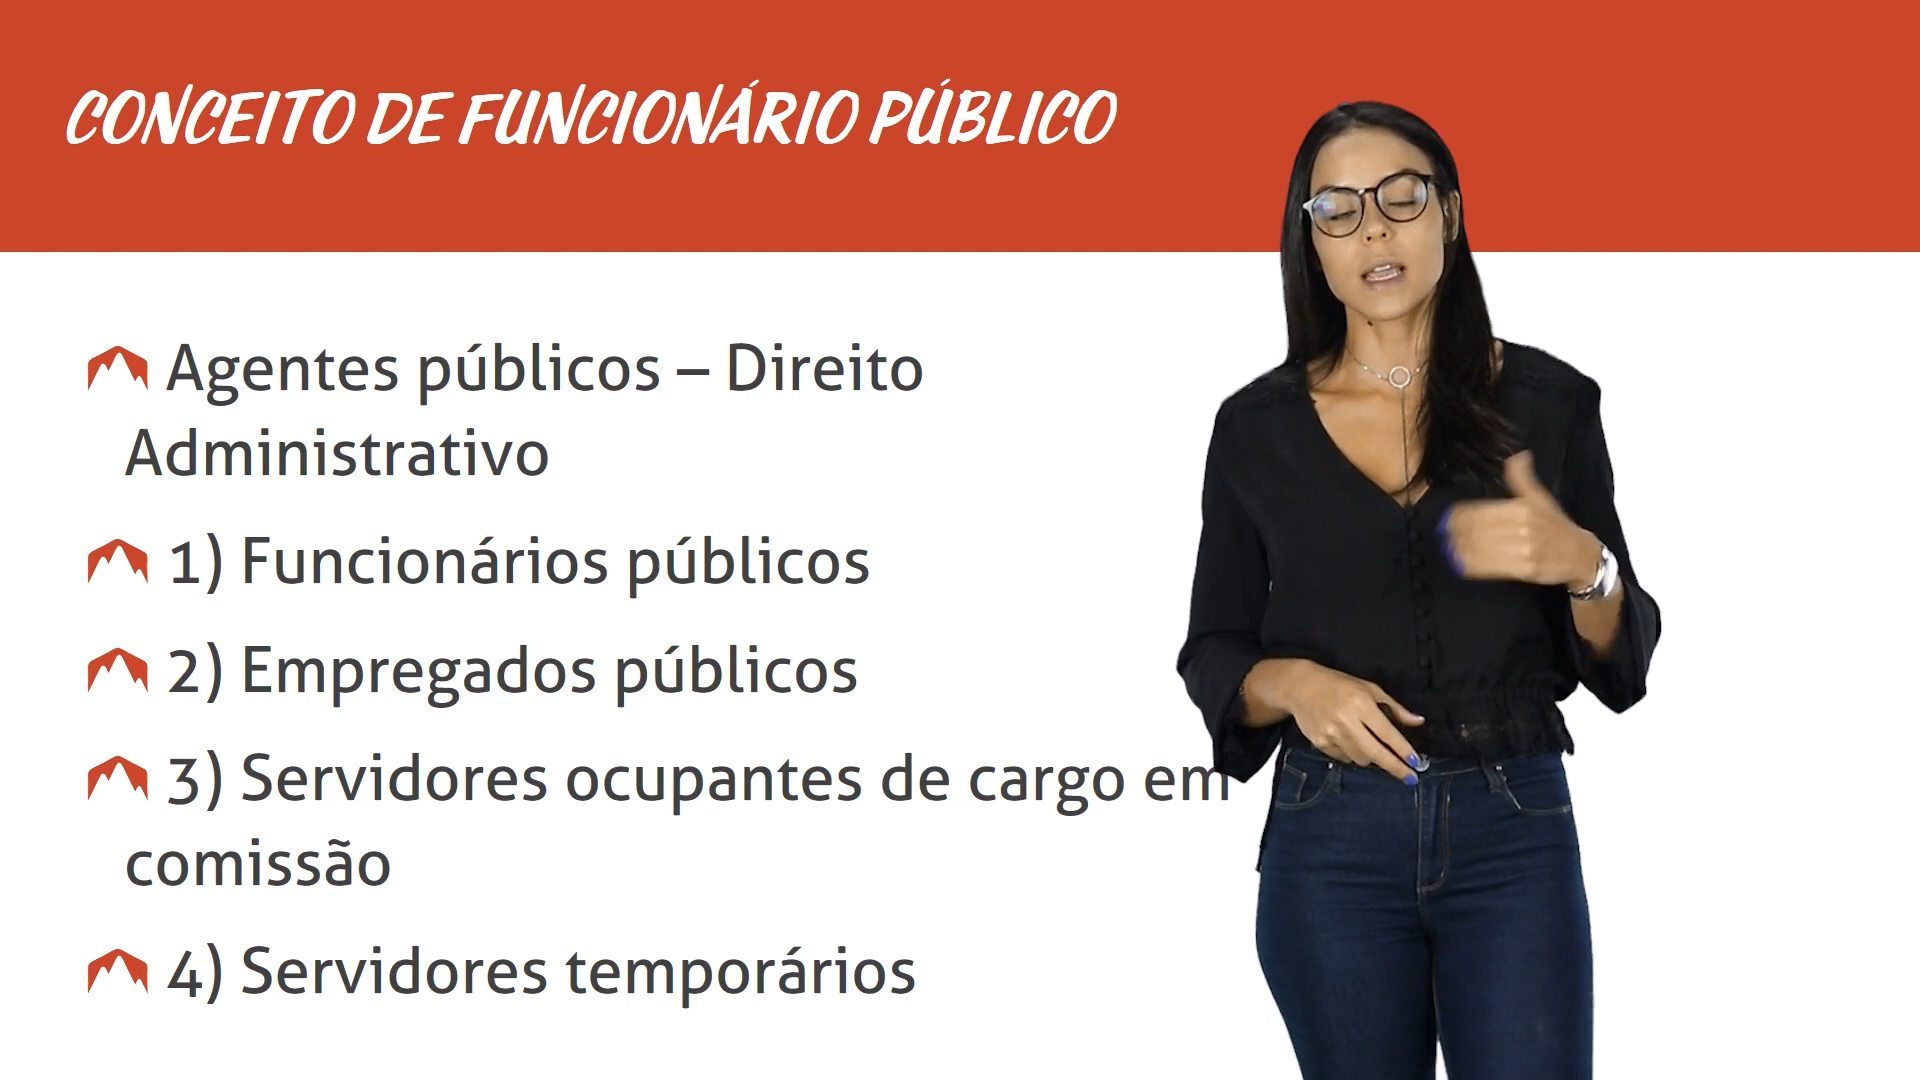 CONCEITO DE FUNCIONÁRIO PÚBLICO
Agentes públicos – Direito
Administrativo
1) Funcionários públicos
2) Empregados públicos
3) Servidores ocupantes de cargo em
comissão
4) Servidores temporários